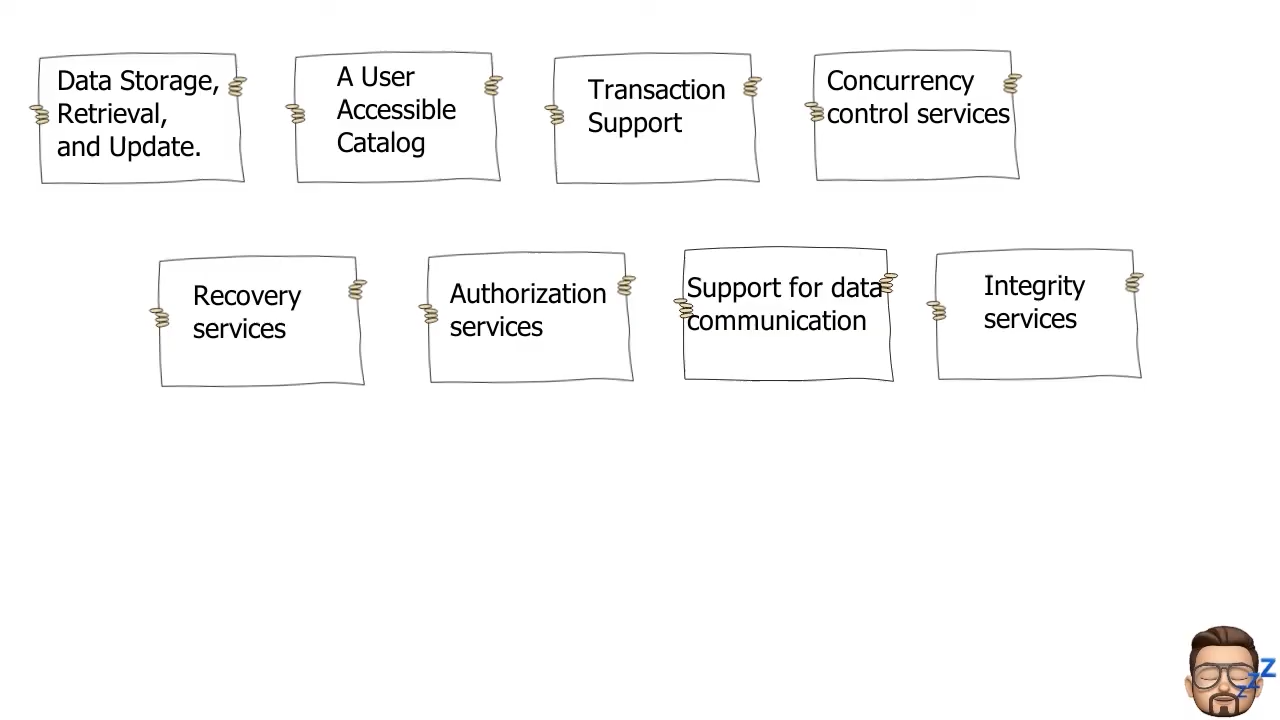 Data Storage,
Retrieval,
and Update.
A User
Accessible
Catalog
Transaction
Support
Concurrency
control services
Recovery
services
Authorization
services
Support for data
communication
Integrity
services
z z Z